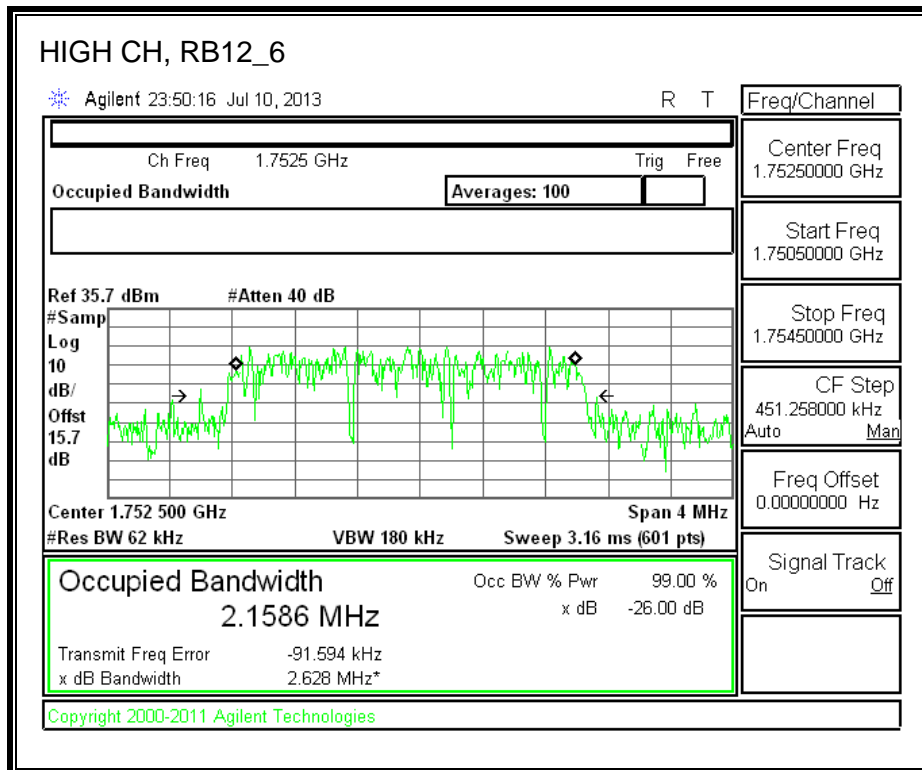 HIGH CH, RB12_6
Agilent 23:50:16 Jul 10, 2013 R T
Freq/Channel
Ch Freq 1.7525 GHz Trig Free
Occupied Bandwidth Averages: 100
Center Freq
1.75250000 GHz
Start Freq
1.75050000 GHz
Ref 35.7 dBm #Atten 40 dB
#Samp
Log
10
dB/
Offst
15.7
dB
Stop Freq
1.75450000 GHz
CF Step
451.258000 kHz
Auto Man
Freq Offset
0.00000000 Hz
Center 1.752 500 GHz Span 4 MHz
#Res BW 62 kHz VBW 180 kHz Sweep 3.16 ms (601 pts)
Signal Track
On Off
Occupied Bandwidth Occ BW % Pwr 99.00 %
2.1586 MHz x dB -26.00 dB
Transmit Freq Error -91.594 kHz
x dB Bandwidth 2.628 MHz*
Copyright 2000-2011 Agilent Technologies